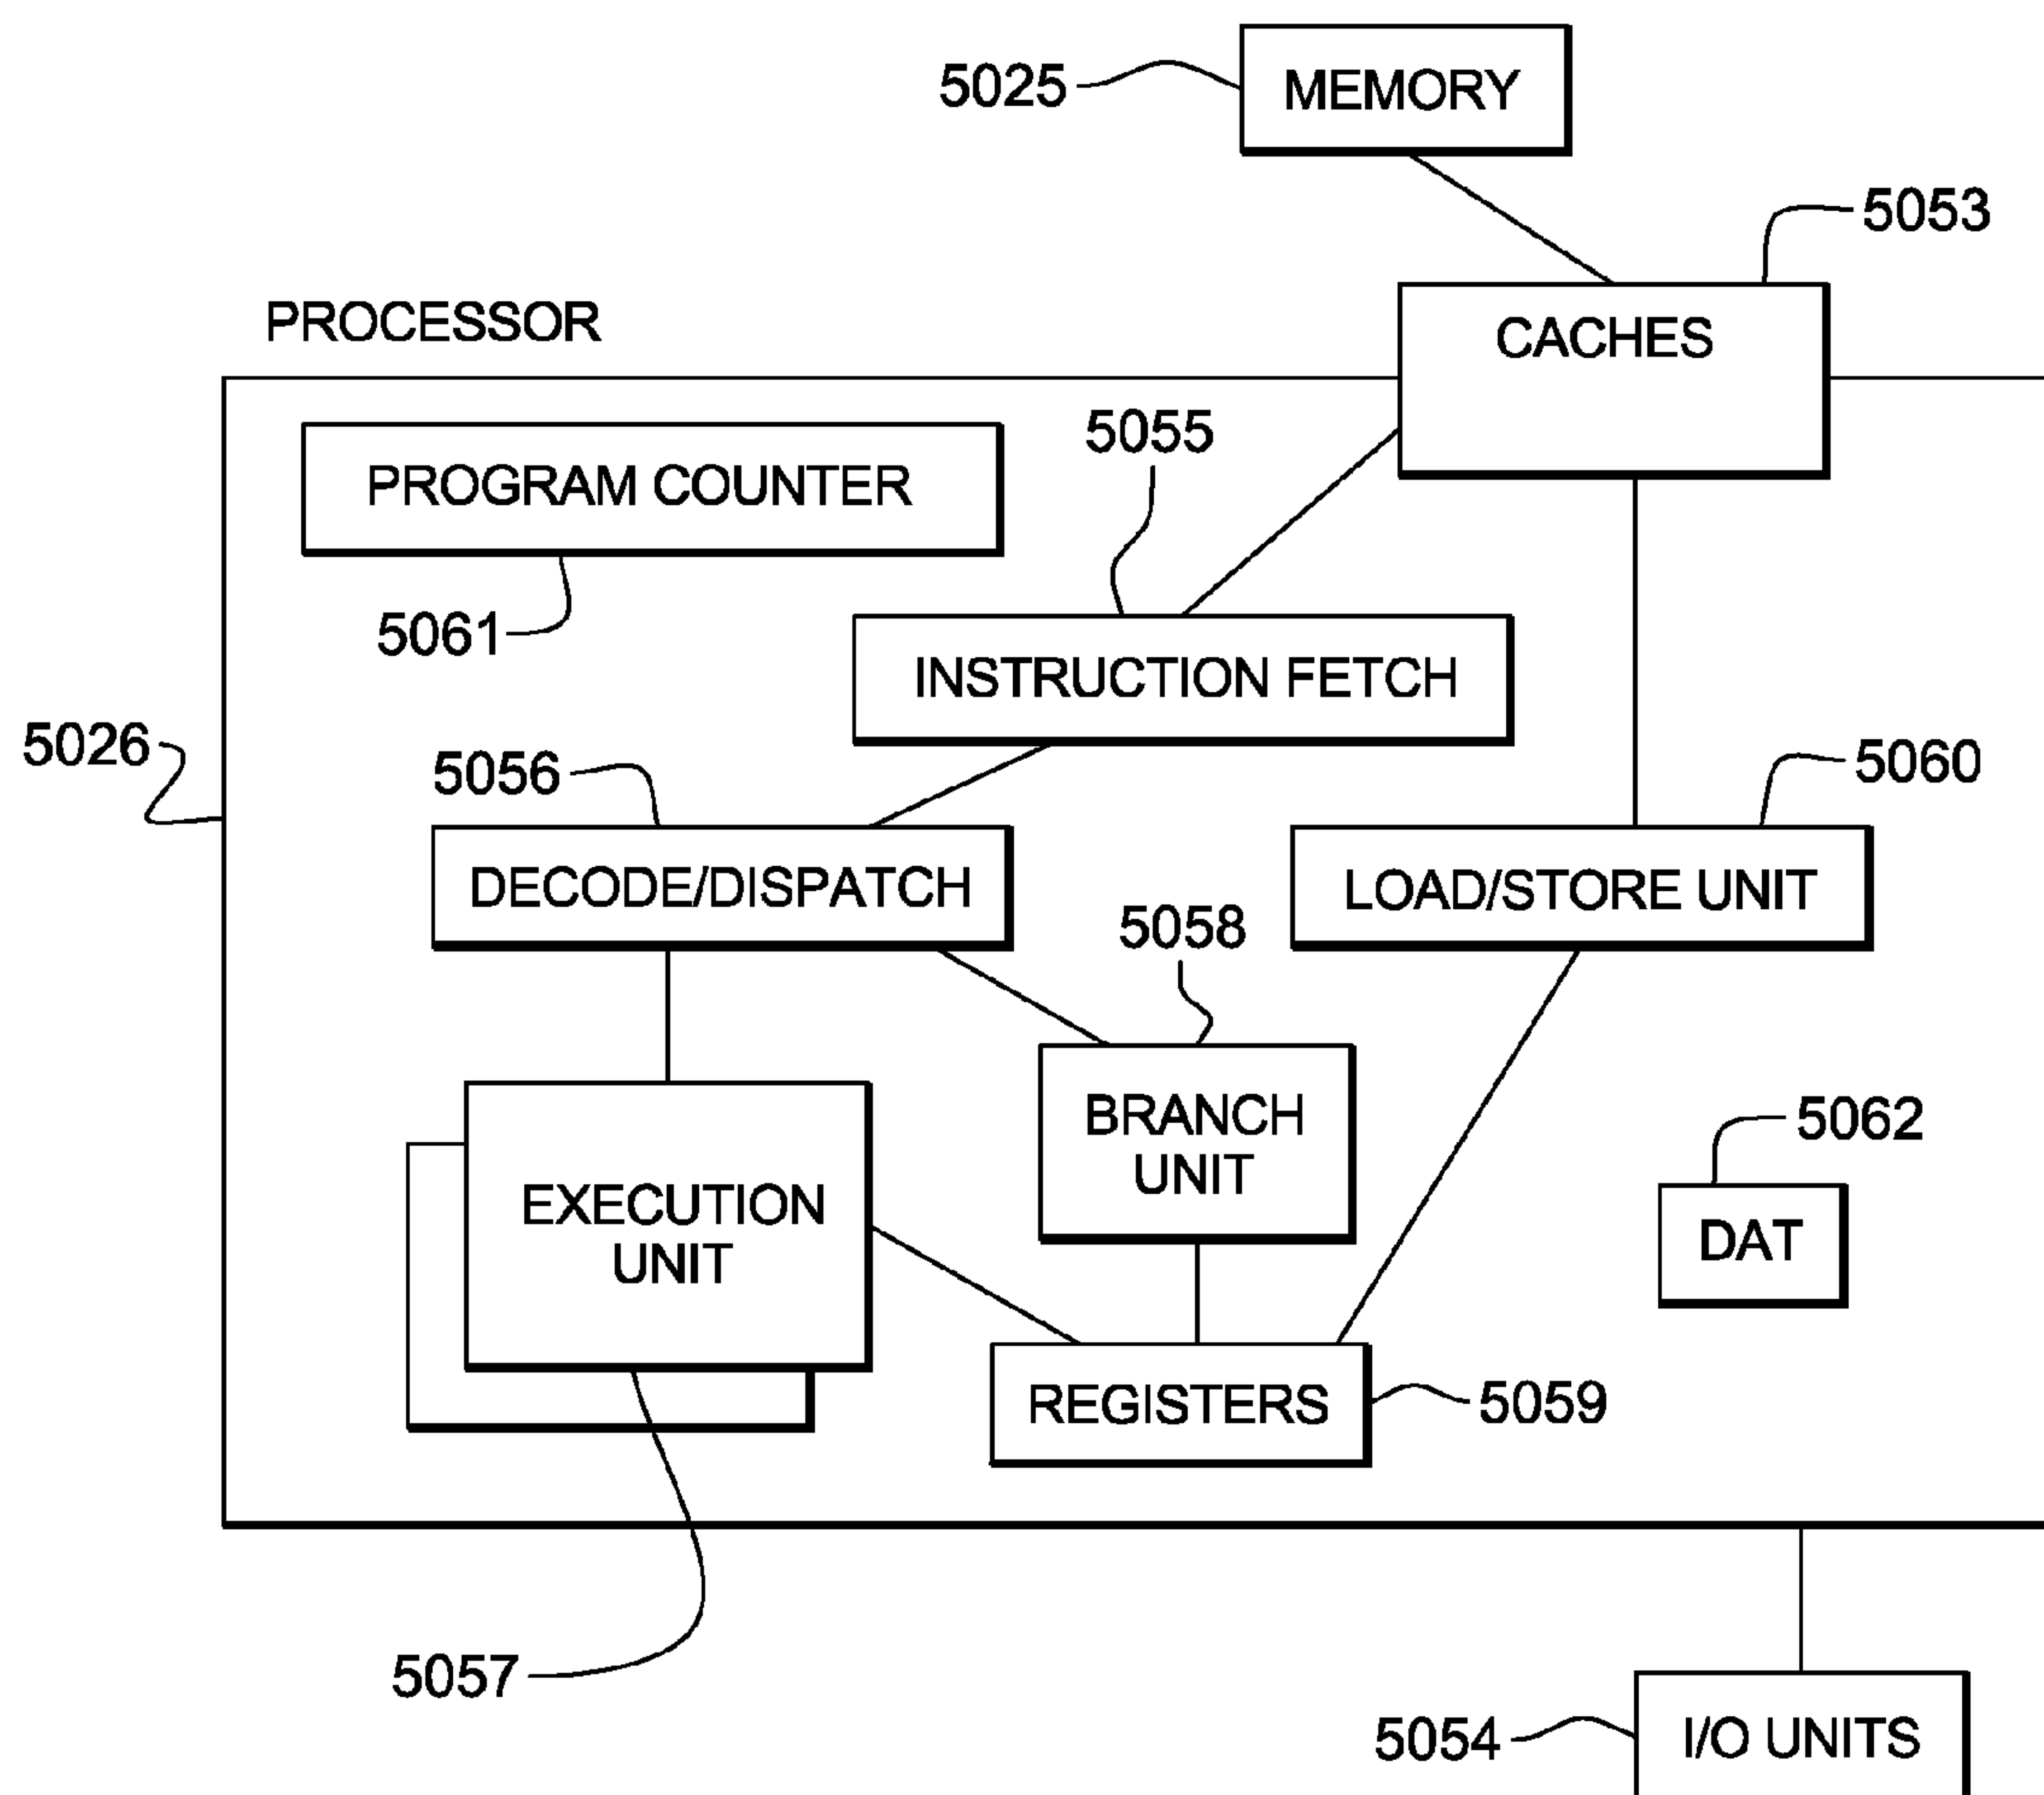 5025
MEMORY
5053
PROCESSOR
CACHES
5055
PROGRAM COUNTER
5061
INSTRUCTION FETCH
5026
5056
5060
DECODE/DISPATCH
LOAD/STORE UNIT
5058
BRANCH
UNIT
5062
EXECUTION
UNIT
DAT
REGISTERS
5059
5057
5054
I/O UNITS